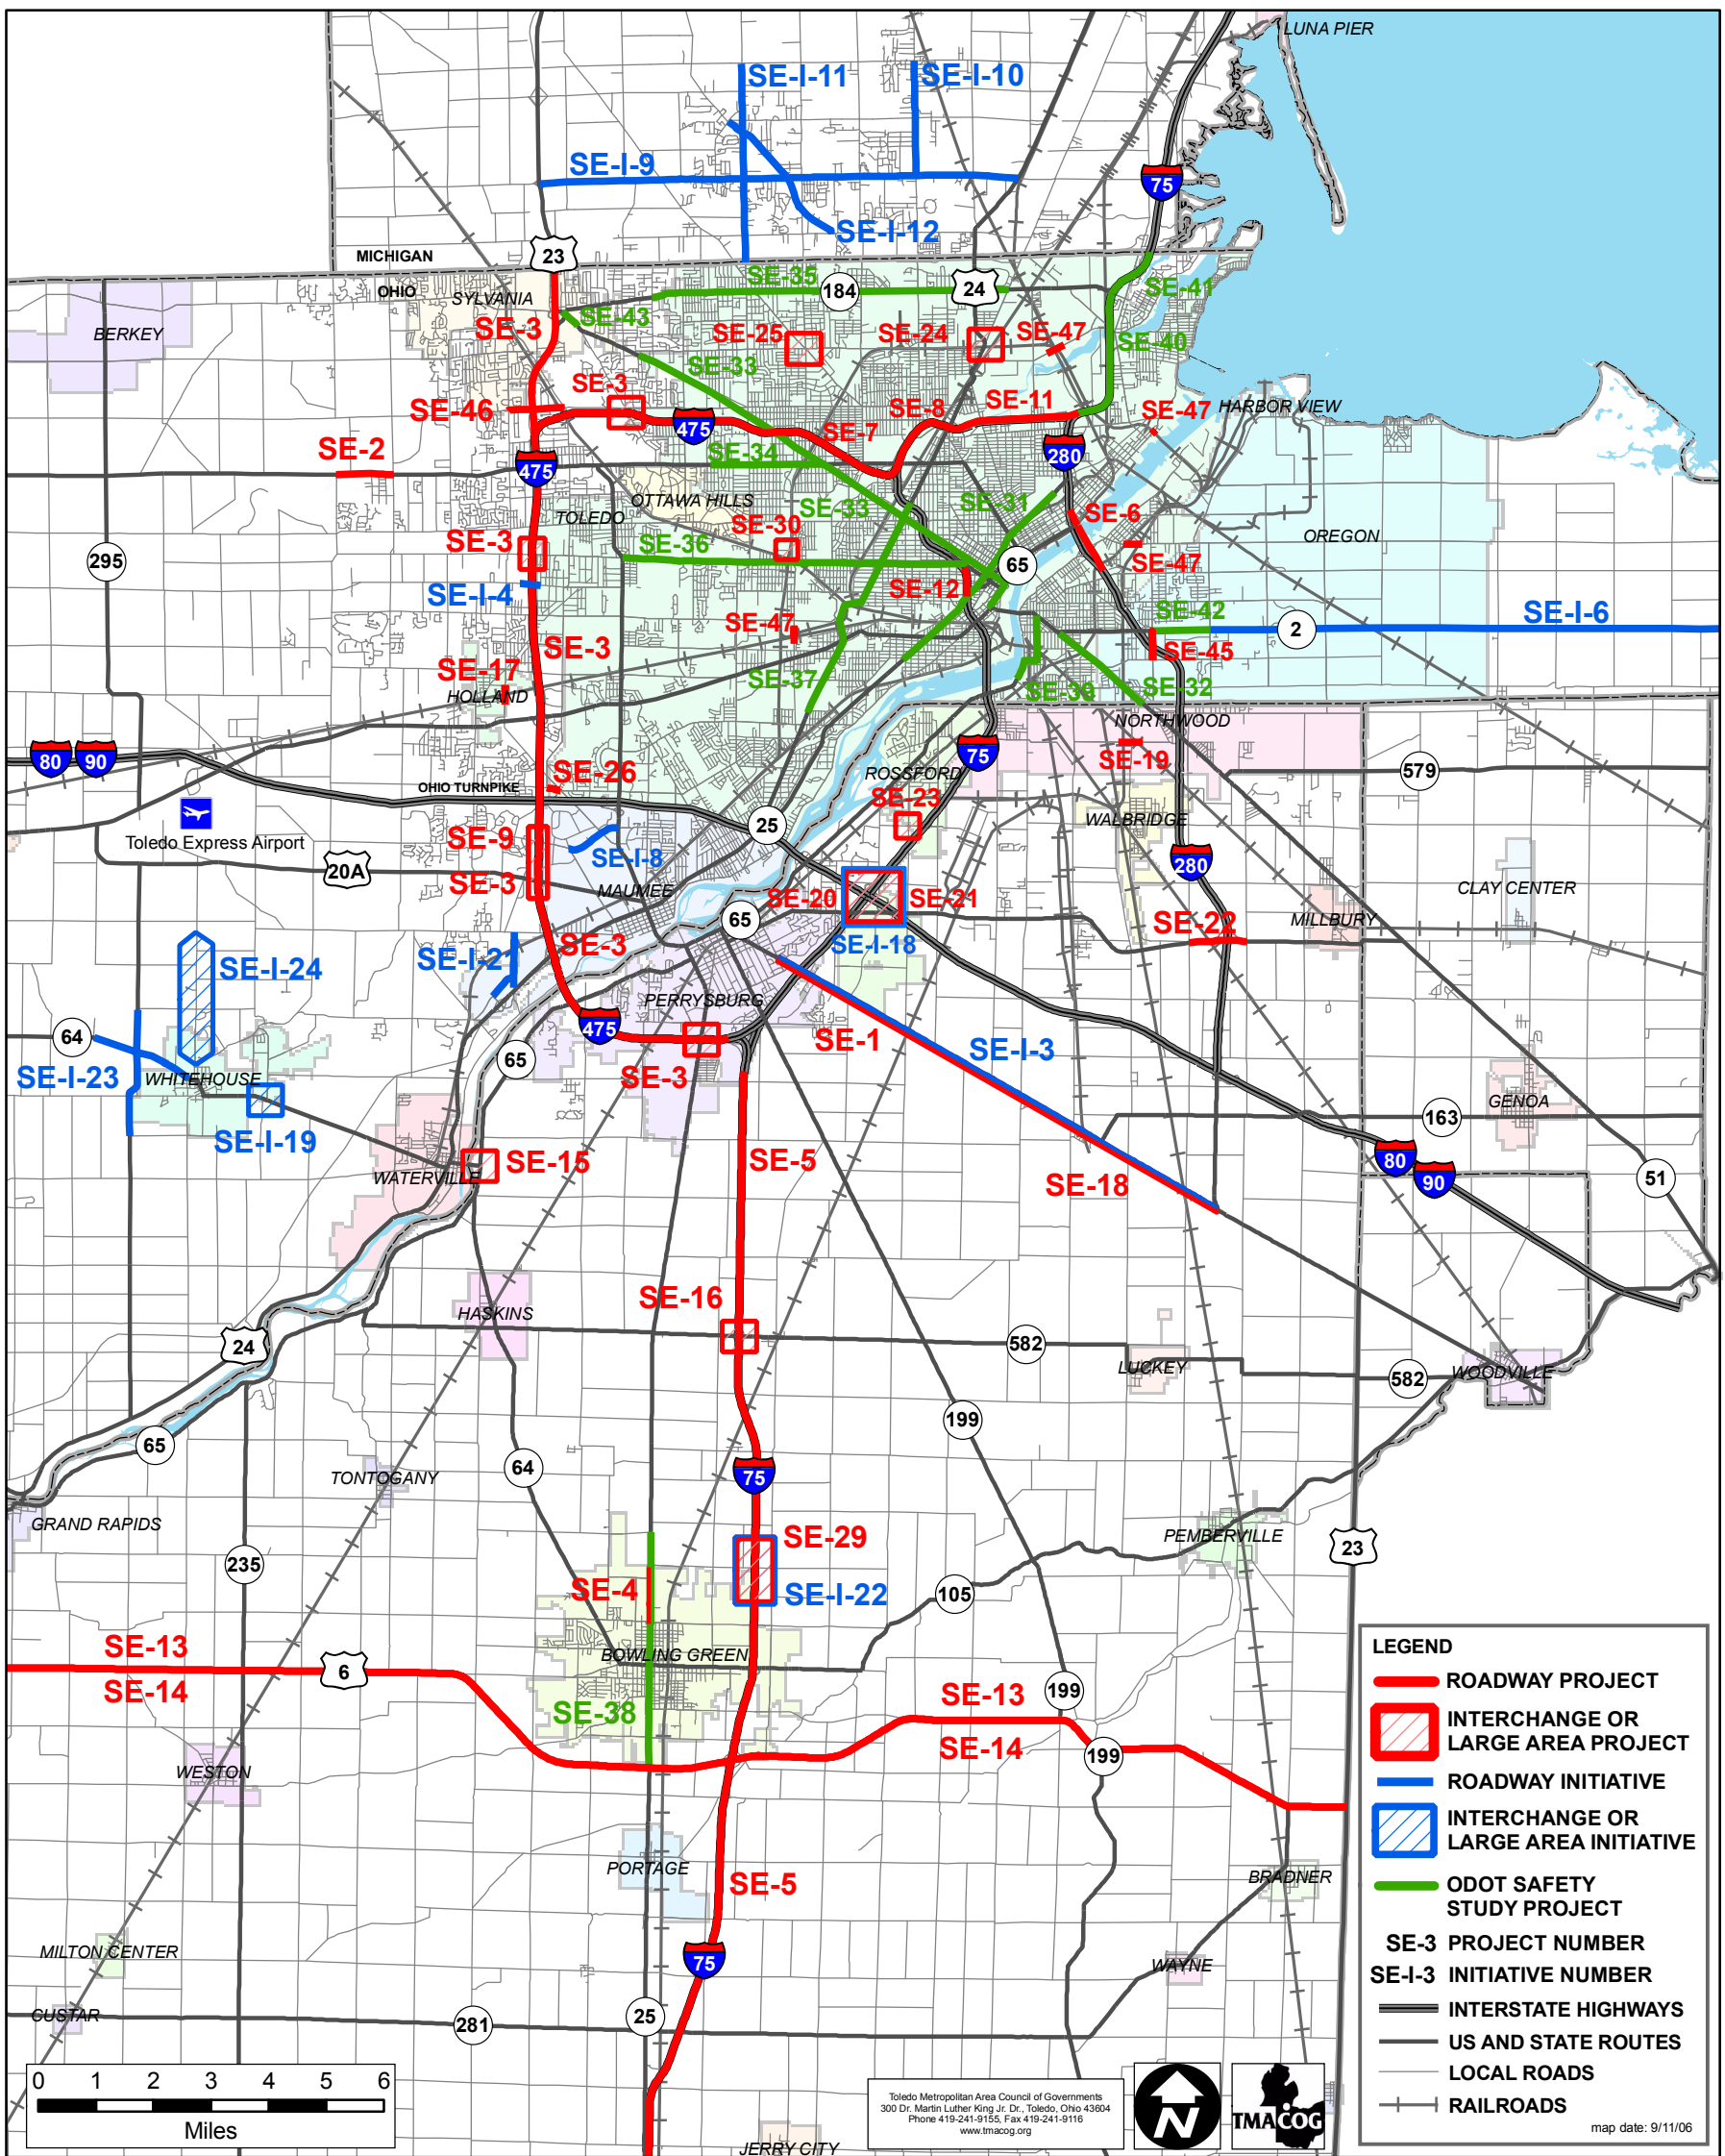 LUNA PIER
SE-I-11
SE-I-10
SE-I-9
75
SE-I-12
23
MICHIGAN
OHIO
SYLVANIA
BERKEY
SE-35
184
24
SE-41
SE-3
SE-43
SE-25
SE-24
SE-47
SE-40
SE-33
SE-3
SE-46
SE-8
SE-11
SE-47
HARBOR VIEW
475
SE-7
SE-2
SE-34
280
475
OTTAWA HILLS
SE-33
SE-31
TOLEDO
SE-30
SE-6
OREGON
SE-3
SE-36
65
SE-47
295
SE-I-4
SE-12
SE-42
SE-I-6
2
SE-47
SE-3
SE-45
SE-17
HOLLAND
SE-37
SE-39
SE-32
NORTHWOOD
80
90
75
SE-19
579
SE-26
OHIO TURNPIKE
ROSSFORD
SE-23
WALBRIDGE
Toledo Express Airport
SE-9
25
SE-I-8
20A
SE-3
MAUMEE
280
CLAY CENTER
SE-20
SE-21
65
MILLBURY
SE-22
SE-3
SE-I-18
SE-I-21
SE-I-24
PERRYSBURG
475
64
SE-1
SE-I-3
65
SE-I-23
WHITEHOUSE
SE-3
GENOA
163
SE-I-19
SE-15
SE-5
80
90
WATERVILLE
SE-18
51
SE-16
HASKINS
24
582
LUCKEY
WOODVILLE
582
199
65
64
75
TONTOGANY
GRAND RAPIDS
PEMBERVILLE
SE-29
23
235
SE-4
SE-I-22
105
SE-13
BOWLING GREEN
6
SE-14
SE-13
199
SE-38
SE-14
199
WESTON
PORTAGE
SE-5
BRADNER
MILTON CENTER
75
WAYNE
CUSTAR
281
25
JERRY CITY
0 1 2 3 4 5 6
Miles
Toledo Metropolitan Area Council of Governments
300 Dr. Martin Luther King Jr. Dr., Toledo, Ohio 43604
Phone 419-241-9155, Fax 419-241-9116
www.tmacog.org
N
TMACOG
LEGEND
ROADWAY PROJECT
INTERCHANGE OR
LARGE AREA PROJECT
ROADWAY INITIATIVE
INTERCHANGE OR
LARGE AREA INITIATIVE
ODOT SAFETY
STUDY PROJECT
SE-3 PROJECT NUMBER
SE-I-3 INITIATIVE NUMBER
INTERSTATE HIGHWAYS
US AND STATE ROUTES
LOCAL ROADS
RAILROADS
map date: 9/11/06